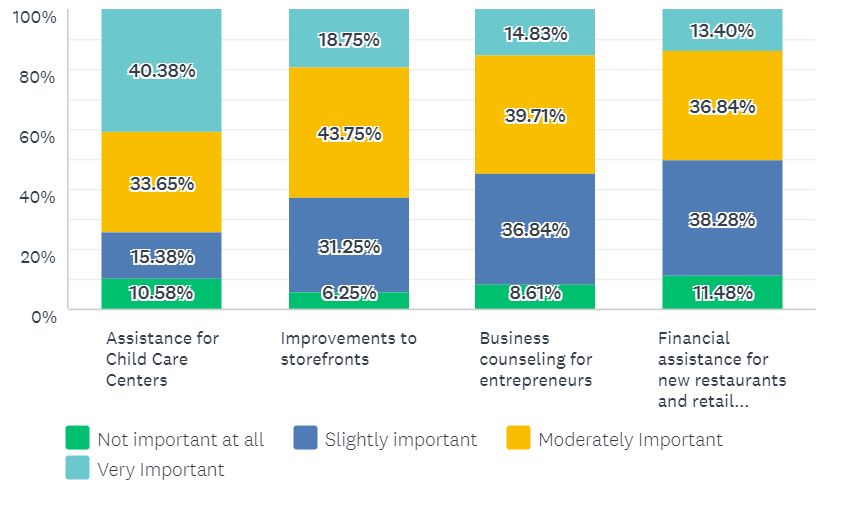 100%
80%
60%
40%
20%
0%
40.38%
33.65%
15.38%
10.58%
18.75%
43.75%
31.25%
6.25%
14.83%
39.71%
36.84%
8.61%
13.40%
36.84%
38.28%
11.48%
Assistance for
Child Care
Centers
Improvements to
storefronts
Business
counseling for
entrepreneurs
Financial
assistance for
new restaurants
and retail...
Not important at all
Slightly important
Moderately Important
Very Important